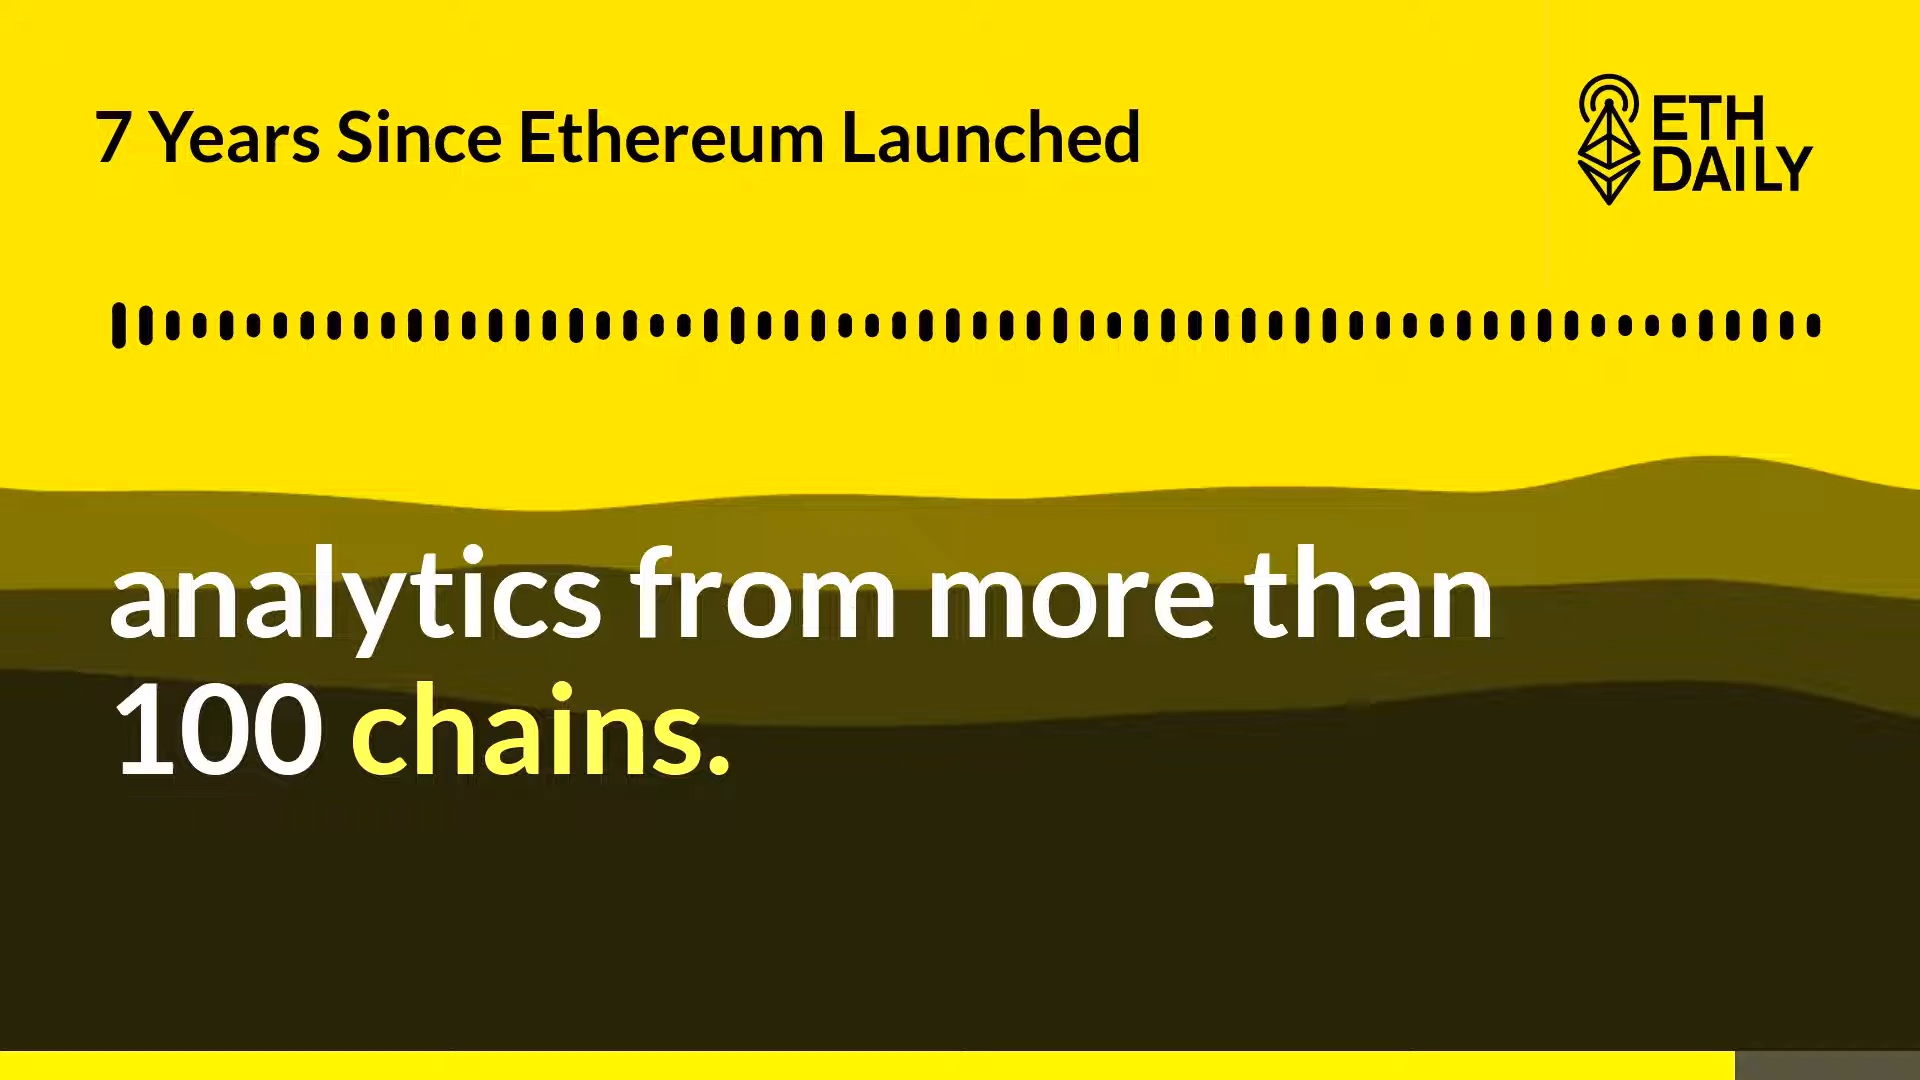 7 Years Since Ethereum Launched
ETH
DAILY
analytics from more than
100 chains.